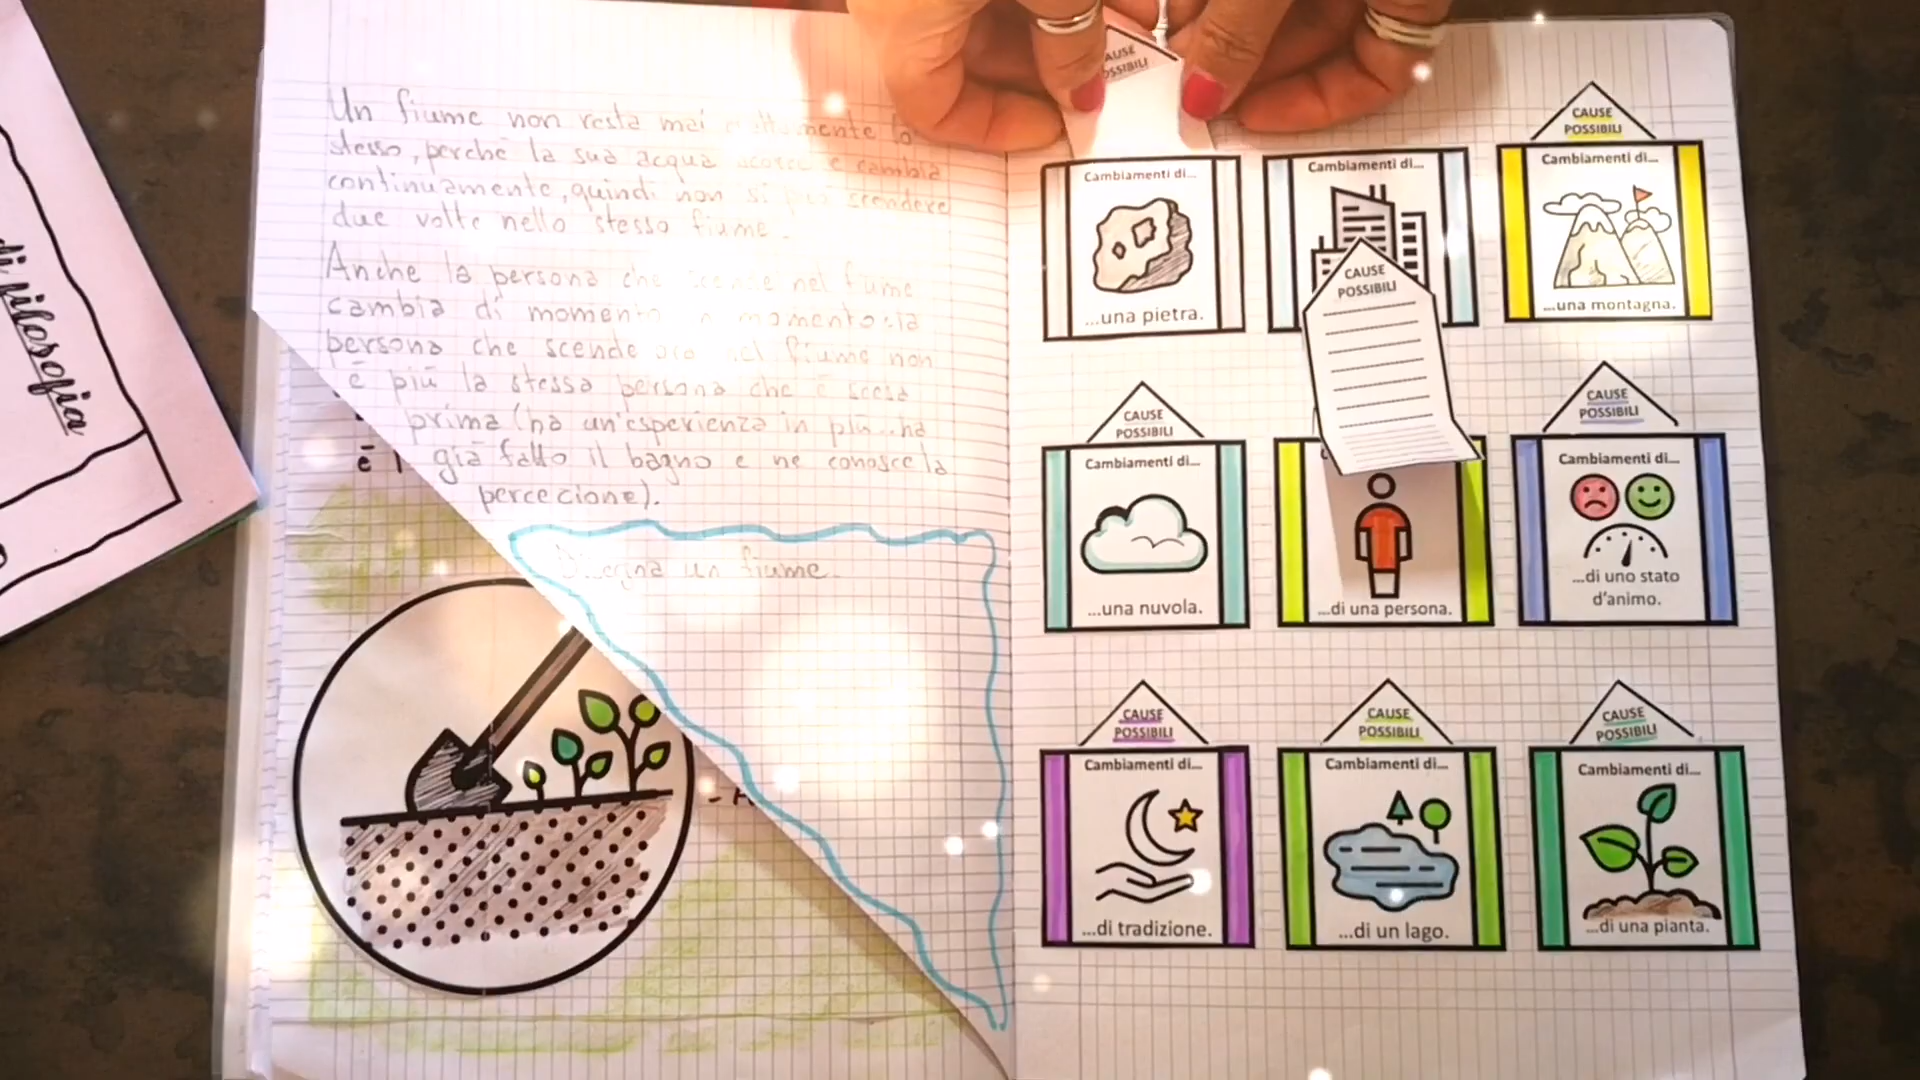 di filosofia
Un fiume non resta mai esattamente lo
stesso, perché la sua acqua scorre e cambia
continuamente, quindi non si può scendere
due volte nello stesso fiume.
Anche la persona che scende nel fiume
cambia di momento in momento: la
persona che scende ora nel fiume non
è più la stessa persona che è scesa
prima (ha un'esperienza in più... ha
già fatto il bagno e ne conosce la
percezione).
Disegna un fiume.
è
CAUSE
POSSIBILI
Cambiamenti di...
...una pietra.
Cambiamenti di...
CAUSE
POSSIBILI
CAUSE
POSSIBILI
Cambiamenti di...
...una montagna.
CAUSE
POSSIBILI
Cambiamenti di...
...una nuvola.
...di una persona.
CAUSE
POSSIBILI
Cambiamenti di...
...di uno stato
d'animo.
CAUSE
POSSIBILI
Cambiamenti di...
...di tradizione.
CAUSE
POSSIBILI
Cambiamenti di...
...di un lago.
CAUSE
POSSIBILI
Cambiamenti di...
...di una pianta.